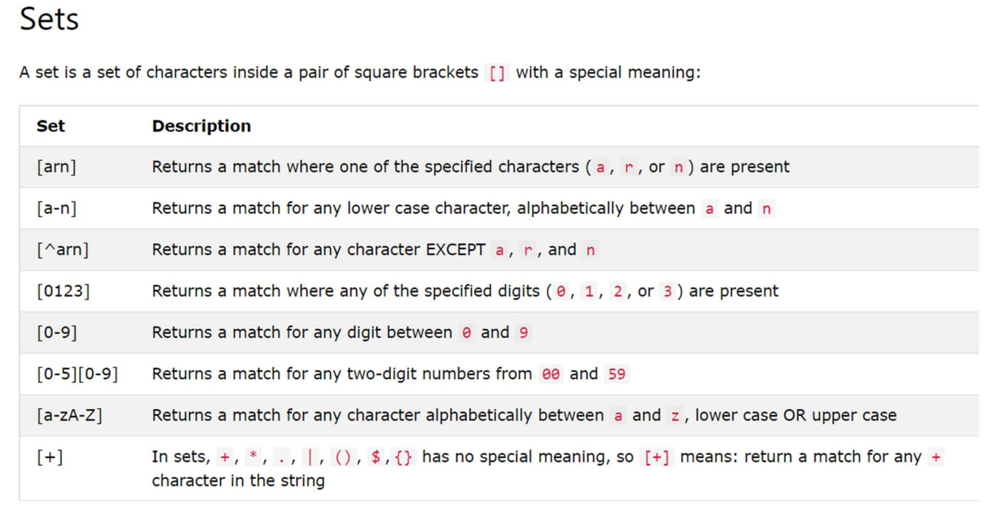 Sets
A set is a set of characters inside a pair of square brackets [] with a special meaning:
Set Description
[arn] Returns a match where one of the specified characters (a, r, or n) are present
[a-n] Returns a match for any lower case character, alphabetically between a and n
[^arn] Returns a match for any character EXCEPT a, r, and n
[0123] Returns a match where any of the specified digits (0, 1, 2, or 3) are present
[0-9] Returns a match for any digit between 0 and 9
[0-5][0-9] Returns a match for any two-digit numbers from 00 and 59
[a-zA-Z] Returns a match for any character alphabetically between a and z, lower case OR upper case
[+] In sets, +, *, ., |, (), $,{} has no special meaning, so [+] means: return a match for any +
character in the string